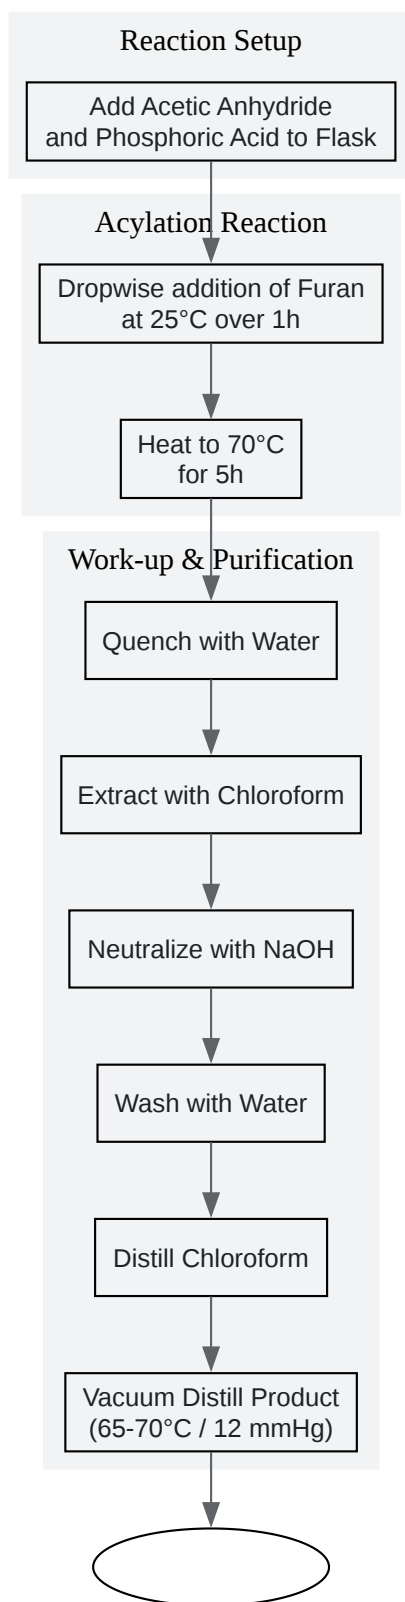 Reaction Setup
Add Acetic Anhydride
and Phosphoric Acid to Flask
Acylation Reaction
Dropwise addition of Furan
at 25°C over 1h
Heat to 70°C
for 5h
Work-up & Purification
Quench with Water
Extract with Chloroform
Neutralize with NaOH
Wash with Water
Distill Chloroform
Vacuum Distill Product
(65-70°C / 12 mmHg)